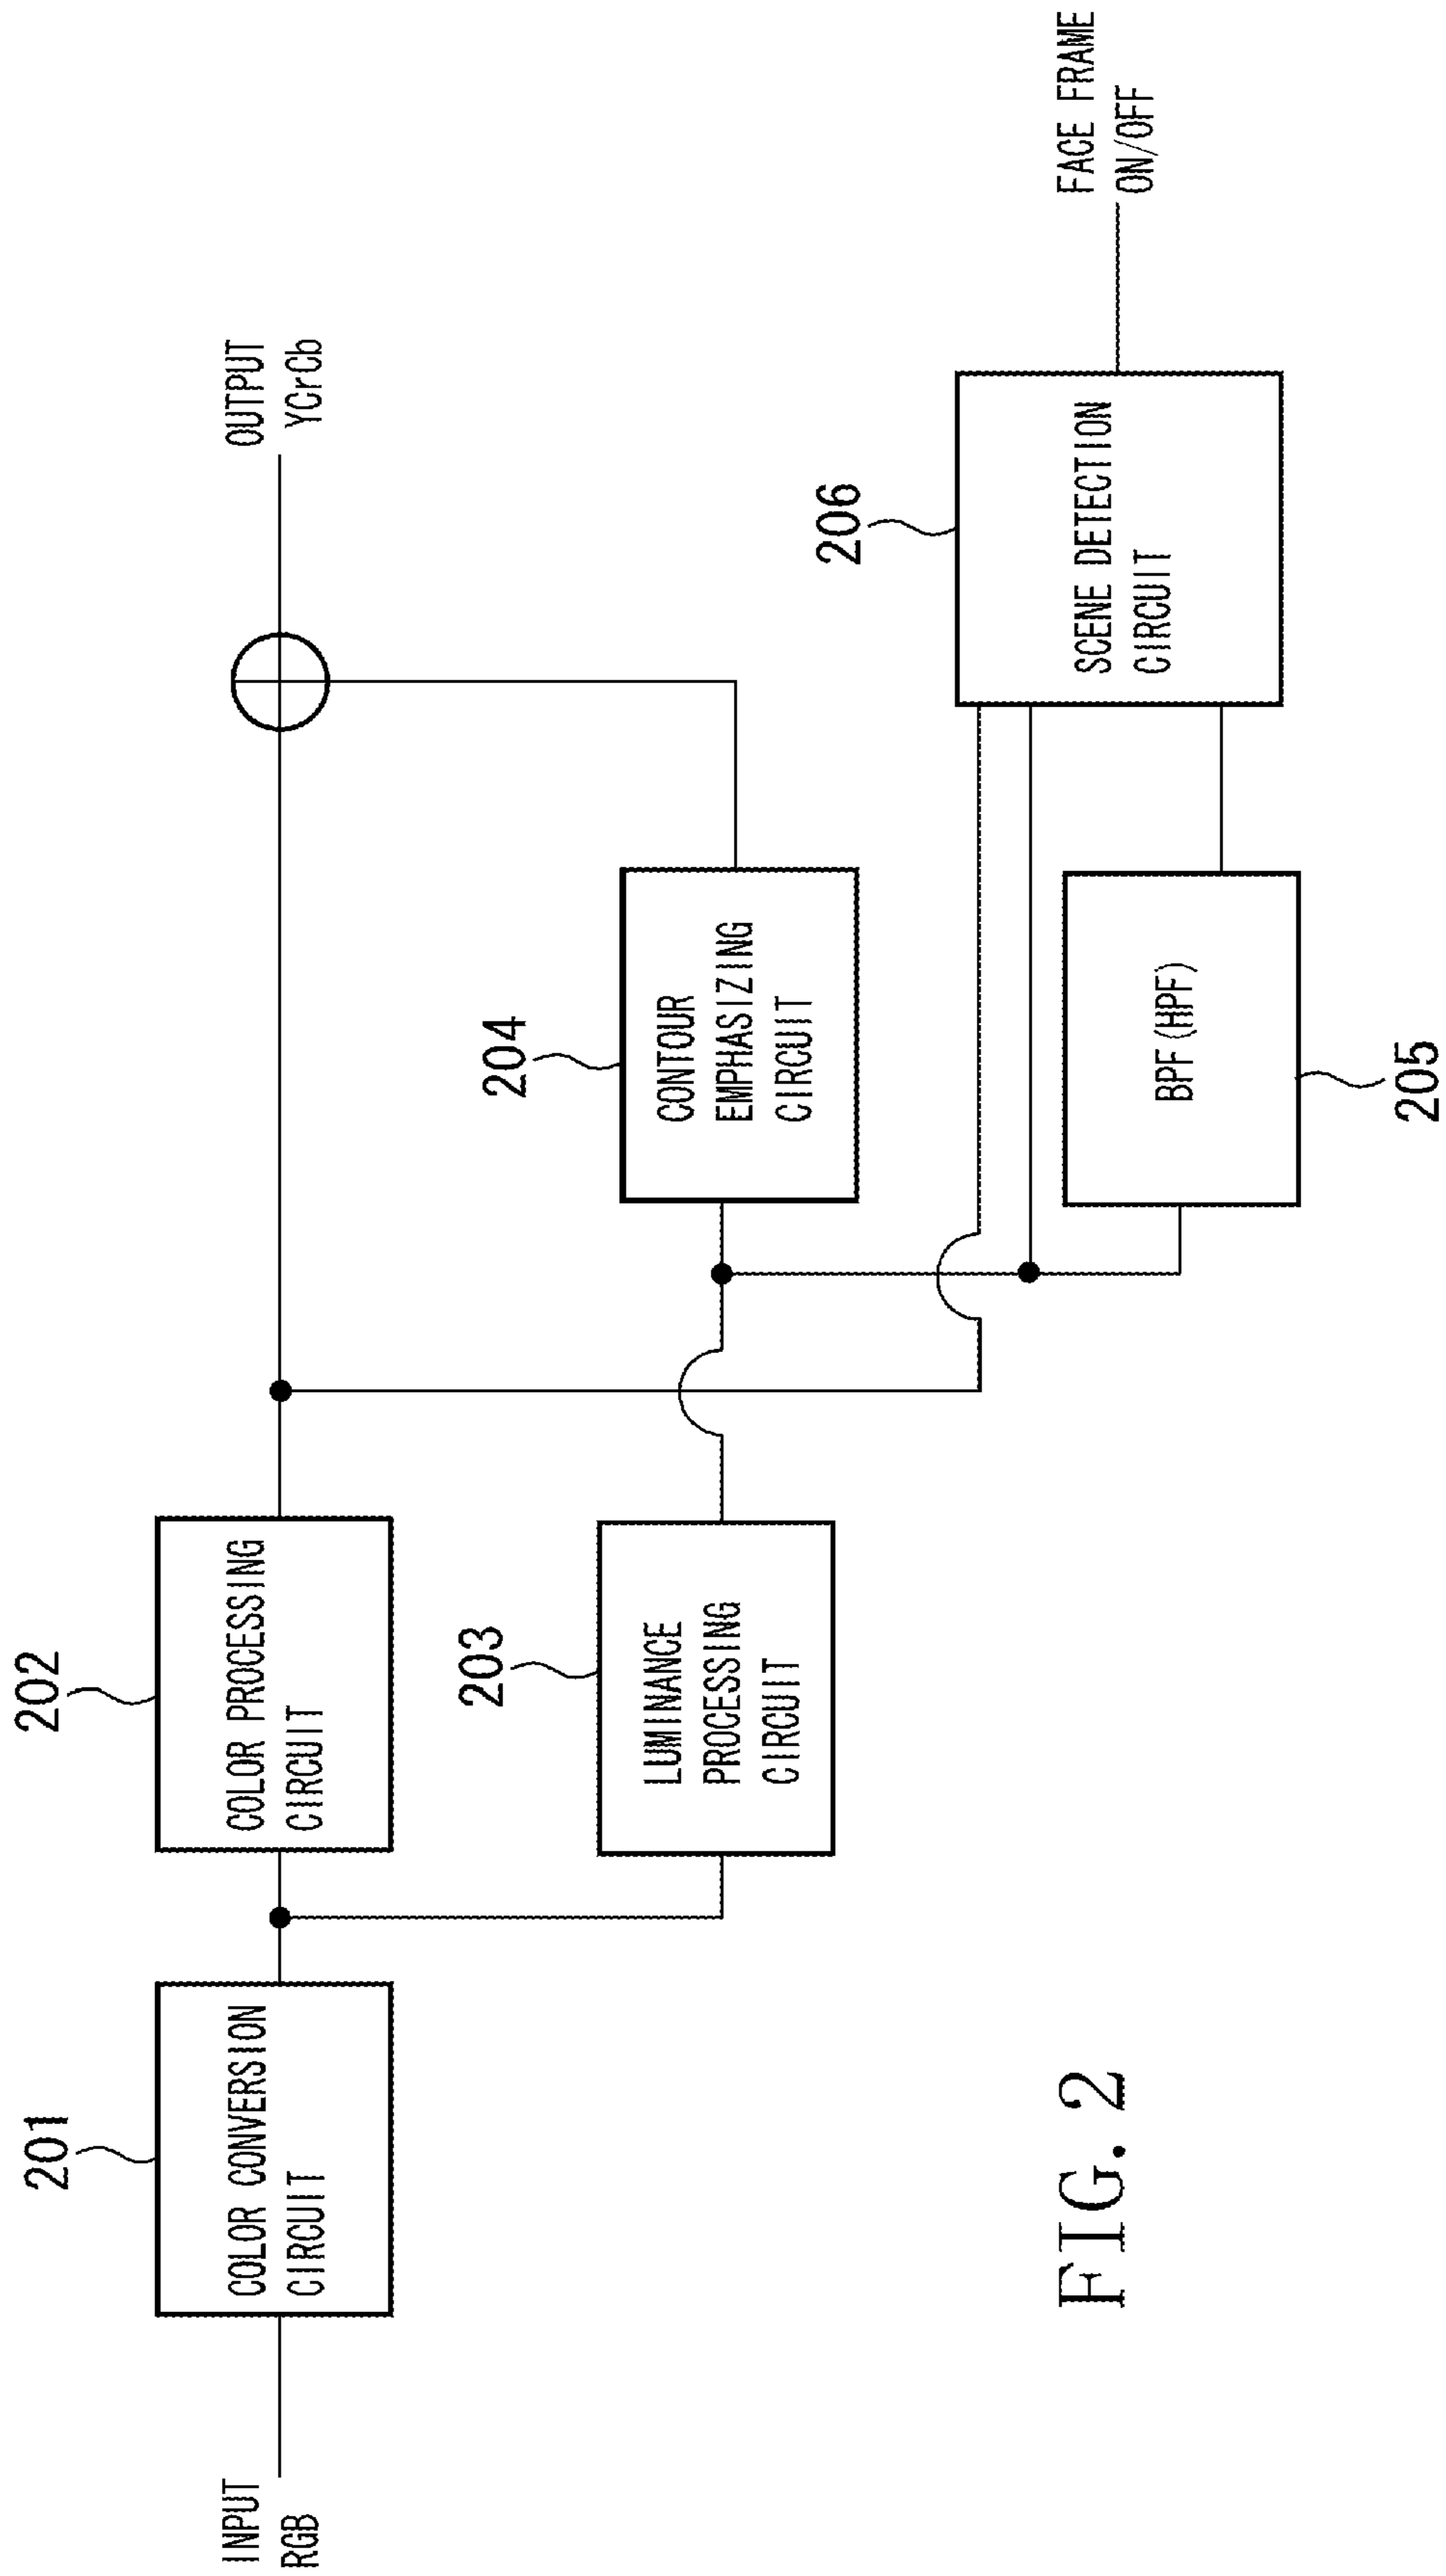 INPUT
RGB
201
COLOR CONVERSION
CIRCUIT
202
COLOR PROCESSING
CIRCUIT
203
LUMINANCE
PROCESSING
CIRCUIT
204
CONTOUR
EMPHASIZING
CIRCUIT
OUTPUT
YCrCb
BPF(HPF)
205
206
SCENE DETECTION
CIRCUIT
FACE FRAME
ON/OFF
FIG. 2